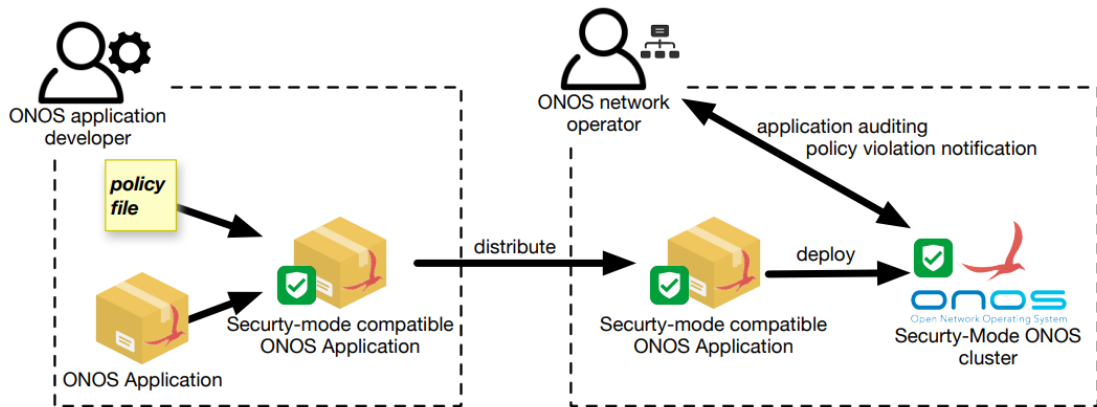 ONOS application
developer
policy
file
ONOS Application
Securty-mode compatible
ONOS Application
distribute
ONOS network
operator
application auditing
policy violation notification
Securty-mode compatible
ONOS Application
deploy
onos
Open Network Operating System
Securty-Mode ONOS
cluster